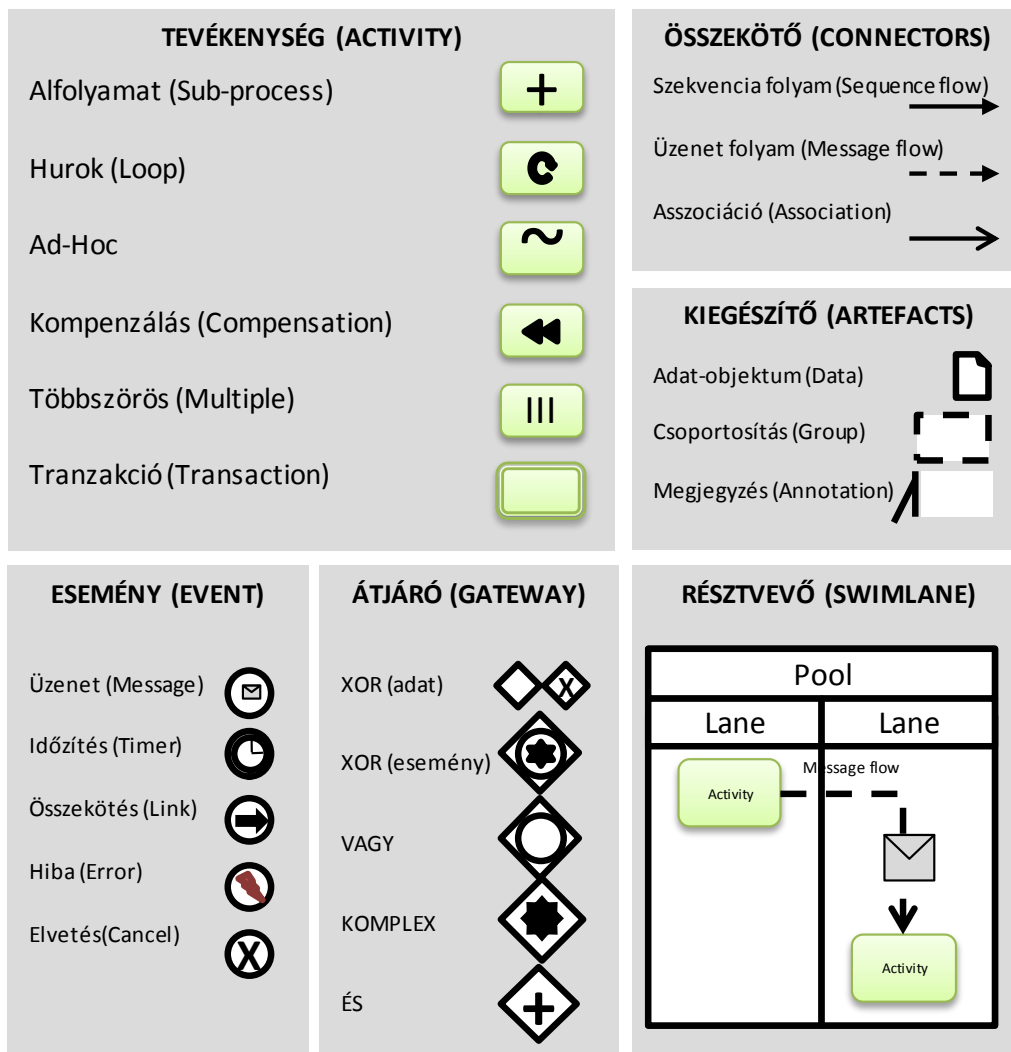 TEVÉKENYSÉG (ACTIVITY)
Alfolyamat (Sub-process)
Hurok (Loop)
Ad-Hoc
Kompenzálás (Compensation)
Többszörös (Multiple)
Tranzakció (Transaction)
ÖSSZEKÖTŐ (CONNECTORS)
Szekvencia folyam (Sequence flow)
Üzenet folyam (Message flow)
Asszociáció (Association)
KIEGÉSZÍTŐ (ARTEFACTS)
Adat-objektum (Data)
Csoportosítás (Group)
Megjegyzés (Annotation)
ESEMÉNY (EVENT)
Üzenet (Message)
Időzítés (Timer)
Összekötés (Link)
Hiba (Error)
Elvetés(Cancel)
X
ÁTJÁRÓ (GATEWAY)
XOR (adat)
X
XOR (esemény)
VAGY
KOMPLEX
ÉS
RÉSZTVEVŐ (SWIMLANE)
Pool
Lane
Lane
Message flow
Activity
Activity